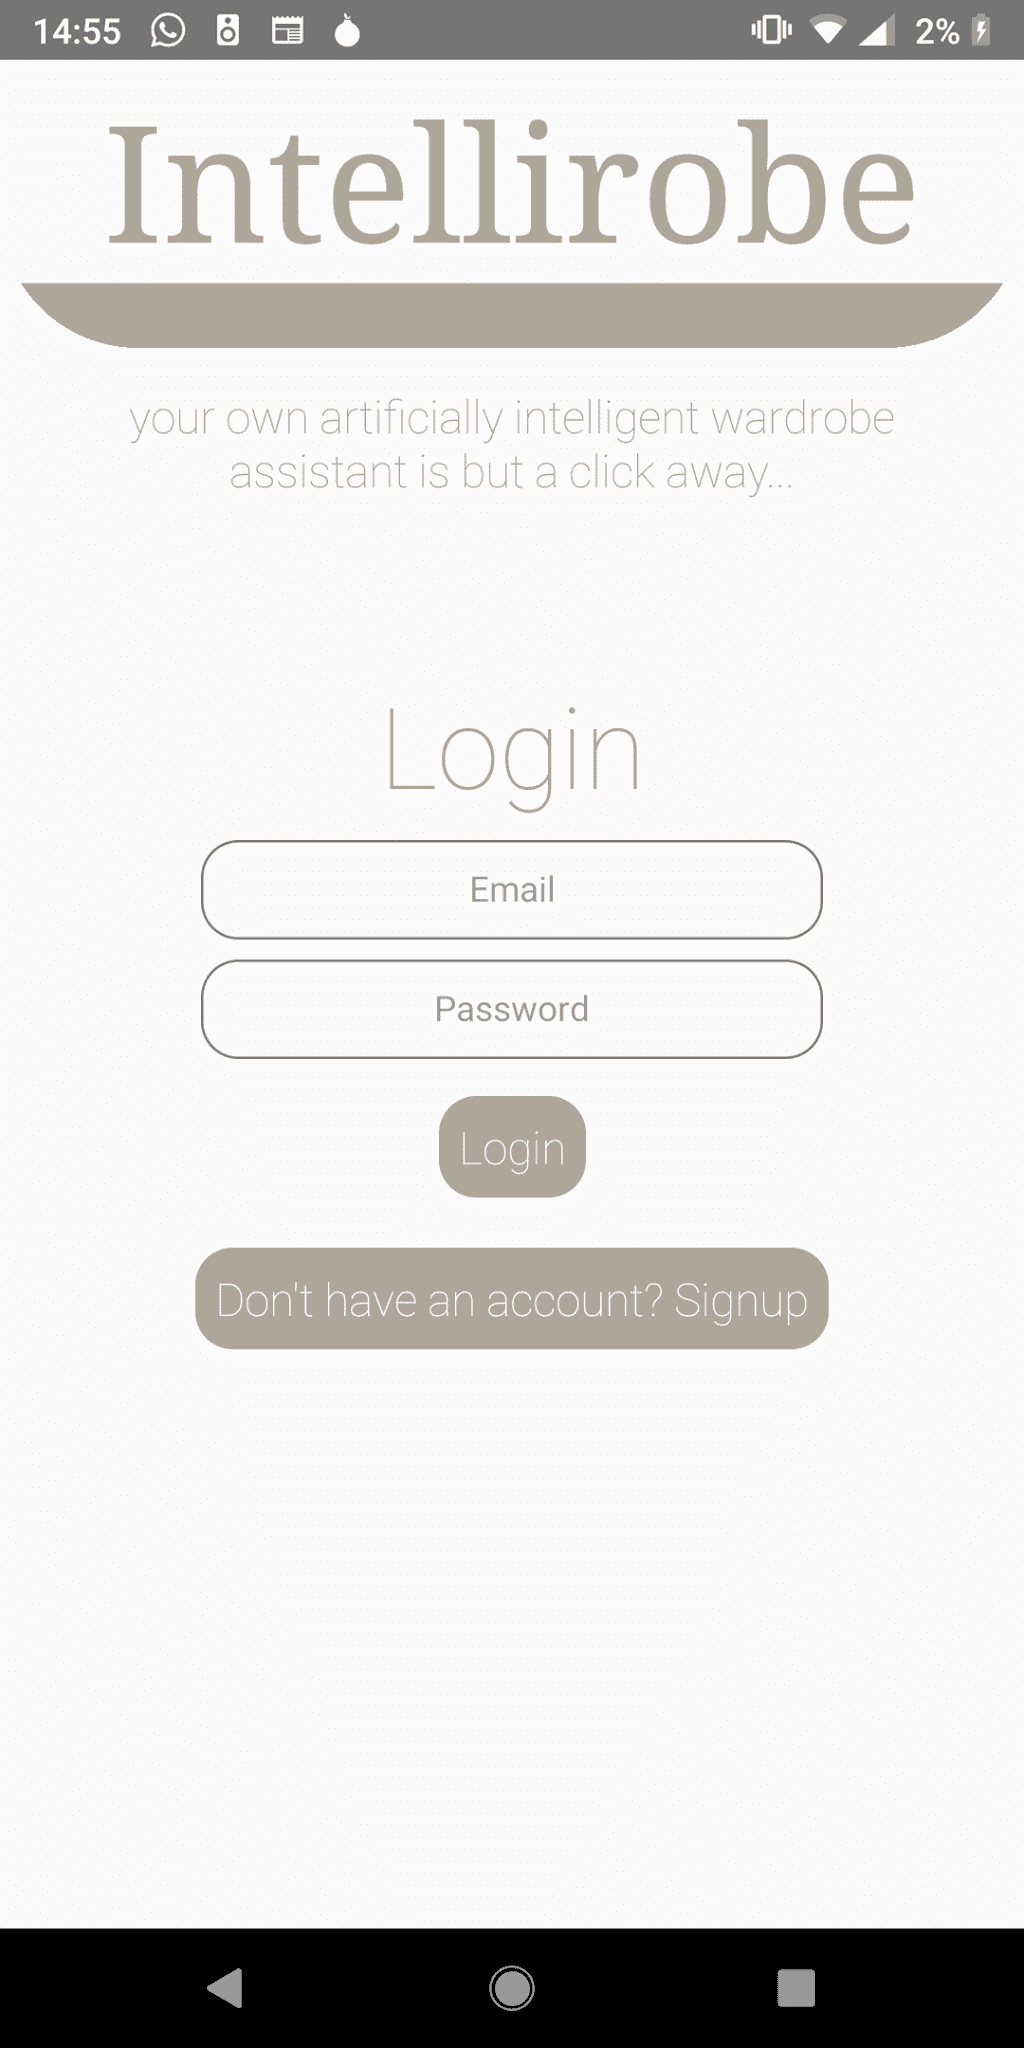 14:55 2%
Intellirobe
your own artificially intelligent wardrobe
assistant is but a click away...
Login
Email
Password
Login
Don't have an account? Signup